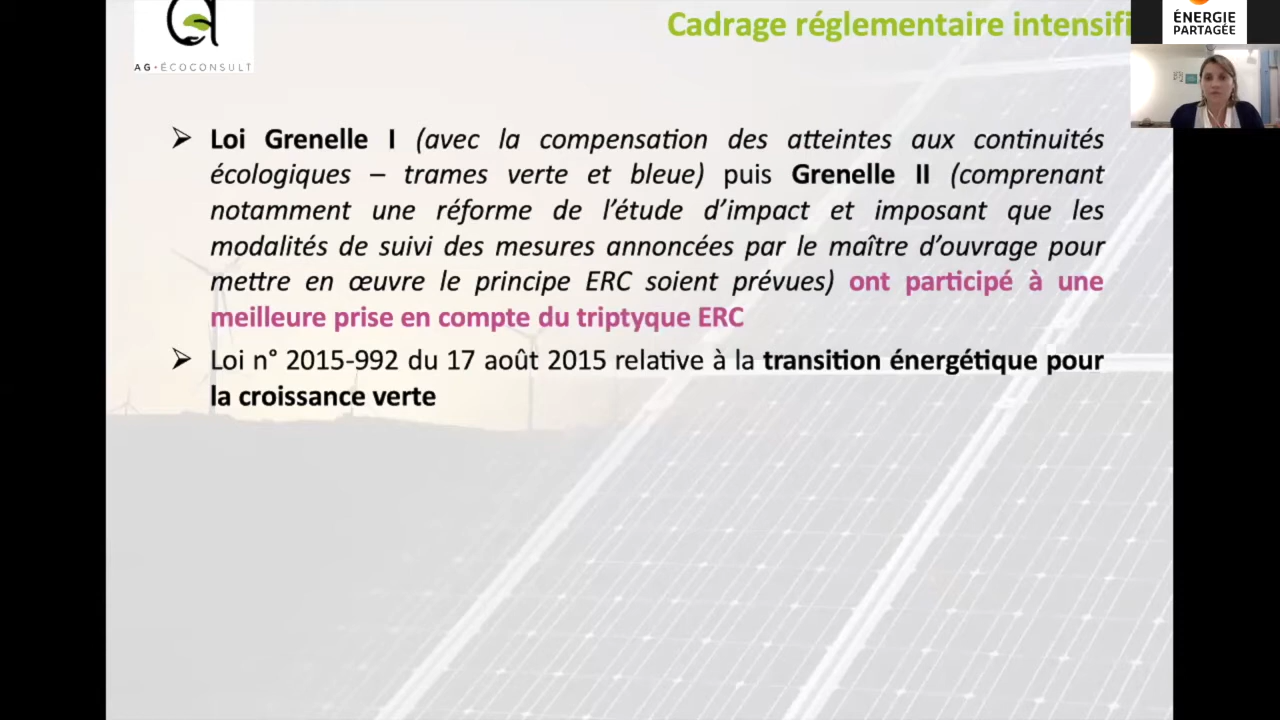 Cadrage réglementaire intensifi
ÉNERGIE
PARTAGÉE
AG·ÉCOCONSULT
➢ Loi Grenelle I (avec la compensation des atteintes aux continuités
écologiques – trames verte et bleue) puis Grenelle II (comprenant
notamment une réforme de l'étude d'impact et imposant que les
modalités de suivi des mesures annoncées par le maître d'ouvrage pour
mettre en œuvre le principe ERC soient prévues) ont participé à une
meilleure prise en compte du triptyque ERC
➢ Loi n° 2015-992 du 17 août 2015 relative à la transition énergétique pour
la croissance verte